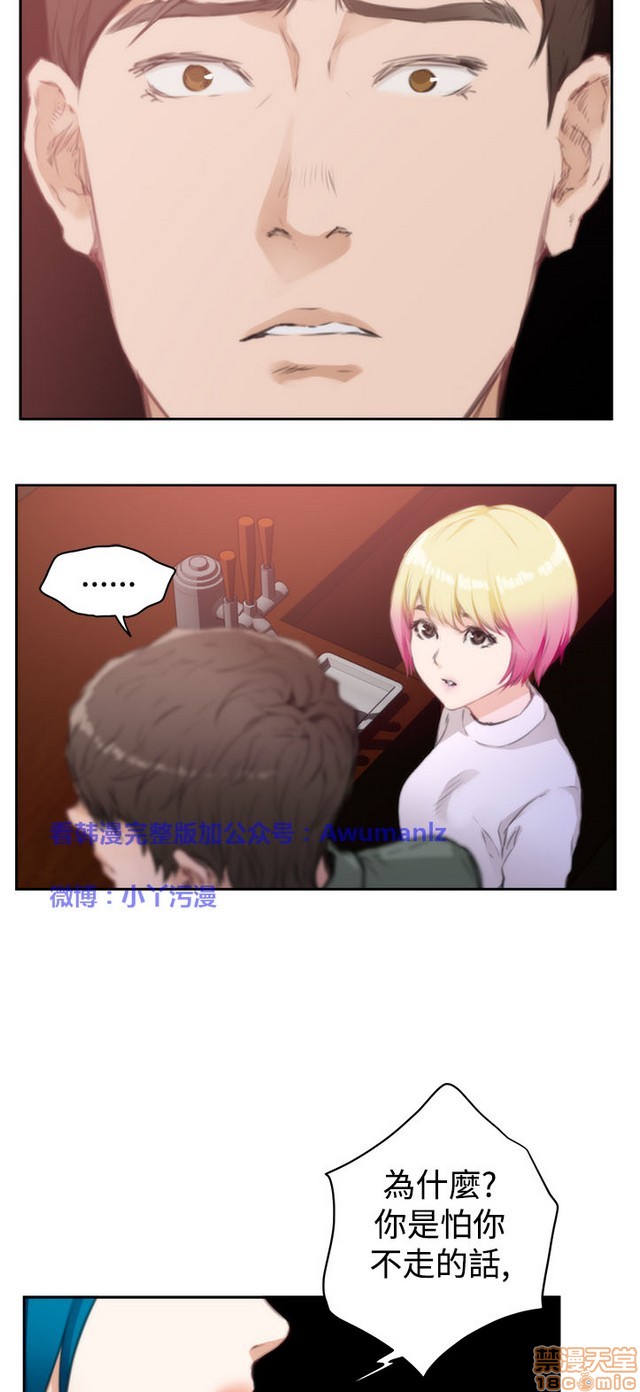 ......
看韩漫完整版加公众号：Awumanlz
微博：小丫污漫
為什麼?
你是怕你
不走的話,
禁漫天堂
18comic